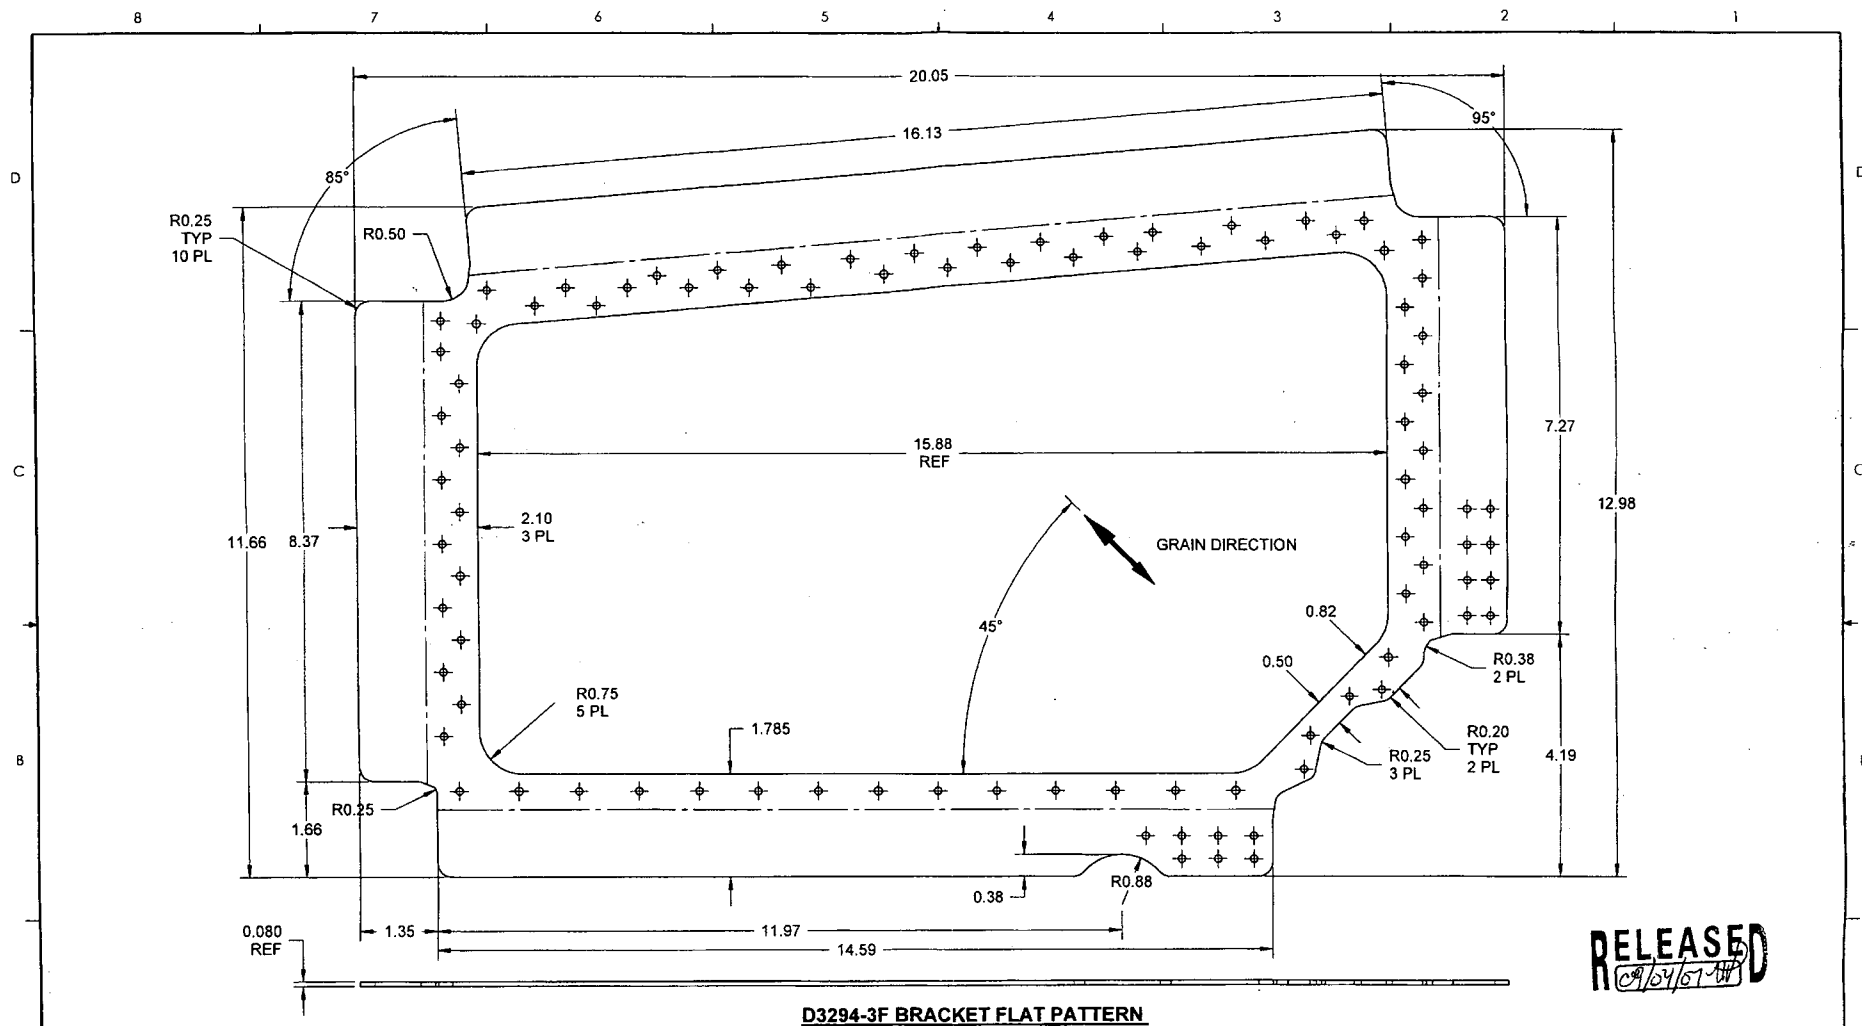 8 7 6 5 4 3 2 1
20.05
16.13
95°
85°
D
D
R0.25
TYP
10 PL
R0.50
15.88
REF
7.27
C
C
12.98
2.10
3 PL
11.66
8.37
GRAIN DIRECTION
45°
0.82
0.50
R0.38
2 PL
R0.75
5 PL
1.785
R0.20
TYP
2 PL
R0.25
3 PL
4.19
B
R0.25
1.66
R0.88
0.38
0.080
REF
1.35
11.97
14.59
RELEASED
D3294-3F BRACKET FLAT PATTERN